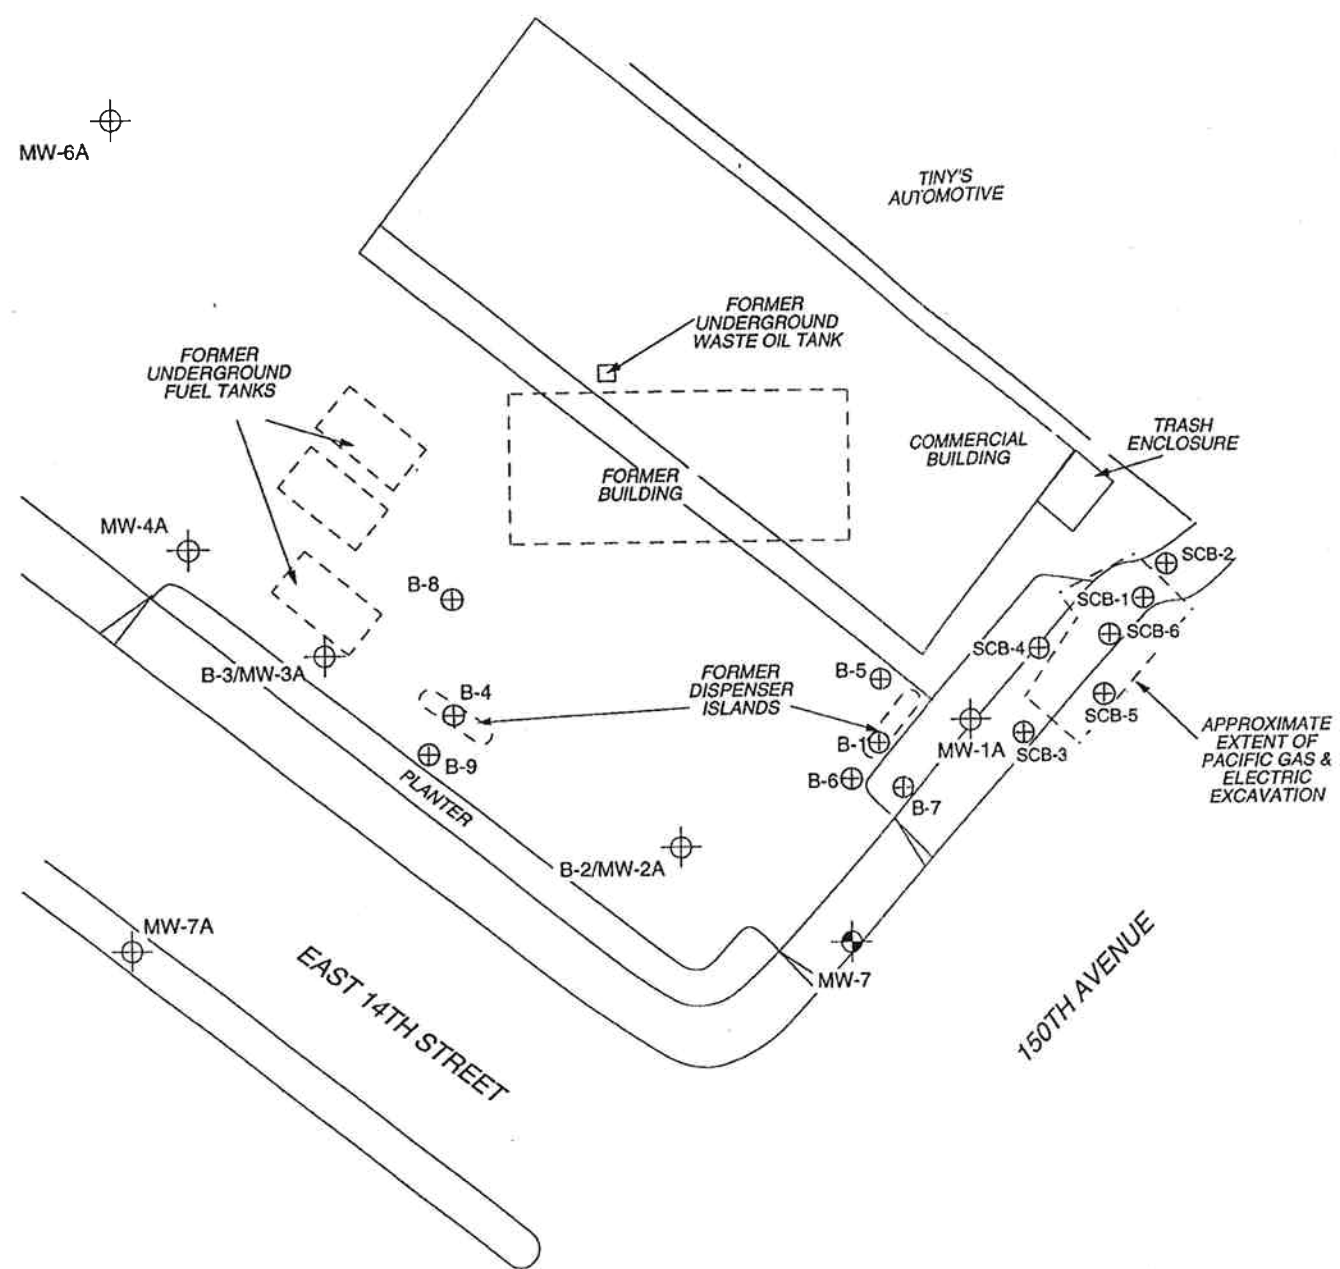 MW-6A
TINY'S
AUTOMOTIVE
FORMER
UNDERGROUND
WASTE OIL TANK
FORMER
UNDERGROUND
FUEL TANKS
COMMERCIAL
BUILDING
TRASH
ENCLOSURE
FORMER
BUILDING
MW-4A
SCB-2
B-8
SCB-1
SCB-6
SCB-4
B-3/MW-3A
B-4
FORMER
DISPENSER
ISLANDS
B-5
SCB-5
B-1
MW-1A
SCB-3
APPROXIMATE
EXTENT OF
PACIFIC GAS &
ELECTRIC
EXCAVATION
B-9
B-6
B-7
PLANTER
B-2/MW-2A
MW-7A
MW-7
EAST 14TH STREET
150TH AVENUE